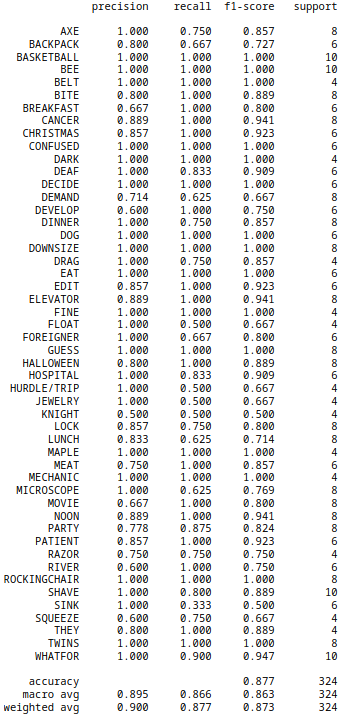 precision recall f1-score support
AXE 1.000 0.750 0.857 8
BACKPACK 0.800 0.667 0.727 6
BASKETBALL 1.000 1.000 1.000 10
BEE 1.000 1.000 1.000 10
BELT 1.000 1.000 1.000 4
BITE 0.800 1.000 0.889 8
BREAKFAST 0.667 1.000 0.800 6
CANCER 0.889 1.000 0.941 8
CHRISTMAS 0.857 1.000 0.923 6
CONFUSED 1.000 1.000 1.000 6
DARK 1.000 1.000 1.000 4
DEAF 1.000 0.833 0.909 6
DECIDE 1.000 1.000 1.000 6
DEMAND 0.714 0.625 0.667 8
DEVELOP 0.600 1.000 0.750 6
DINNER 1.000 0.750 0.857 8
DOG 1.000 1.000 1.000 6
DOWNSIZE 1.000 1.000 1.000 8
DRAG 1.000 0.750 0.857 4
EAT 1.000 1.000 1.000 6
EDIT 0.857 1.000 0.923 6
ELEVATOR 0.889 1.000 0.941 8
FINE 1.000 1.000 1.000 4
FLOAT 1.000 0.500 0.667 4
FOREIGNER 1.000 0.667 0.800 6
GUESS 1.000 1.000 1.000 8
HALLOWEEN 0.800 1.000 0.889 8
HOSPITAL 1.000 0.833 0.909 6
HURDLE/TRIP 1.000 0.500 0.667 4
JEWELRY 1.000 0.500 0.667 4
KNIGHT 0.500 0.500 0.500 4
LOCK 0.857 0.750 0.800 8
LUNCH 0.833 0.625 0.714 8
MAPLE 1.000 1.000 1.000 4
MEAT 0.750 1.000 0.857 6
MECHANIC 1.000 1.000 1.000 4
MICROSCOPE 1.000 0.625 0.769 8
MOVIE 0.667 1.000 0.800 8
NOON 0.889 1.000 0.941 8
PARTY 0.778 0.875 0.824 8
PATIENT 0.857 1.000 0.923 6
RAZOR 0.750 0.750 0.750 4
RIVER 0.600 1.000 0.750 6
ROCKINGCHAIR 1.000 1.000 1.000 8
SHAVE 1.000 0.800 0.889 10
SINK 1.000 0.333 0.500 6
SQUEEZE 0.600 0.750 0.667 4
THEY 0.800 1.000 0.889 4
TWINS 1.000 1.000 1.000 8
WHATFOR 1.000 0.900 0.947 10
accuracy 0.877 324
macro avg 0.895 0.866 0.863 324
weighted avg 0.900 0.877 0.873 324